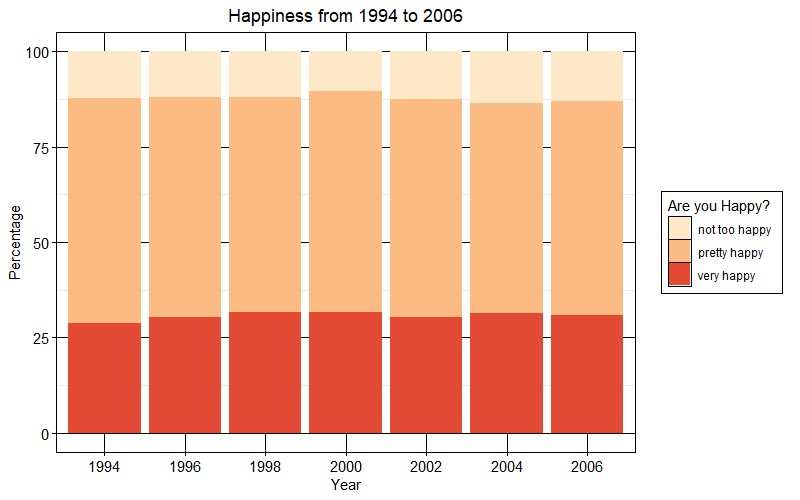 Happiness from 1994 to 2006
100
75
50
25
0
Percentage
1994 1996 1998 2000 2002 2004 2006
Year
Are you Happy?
not too happy
pretty happy
very happy